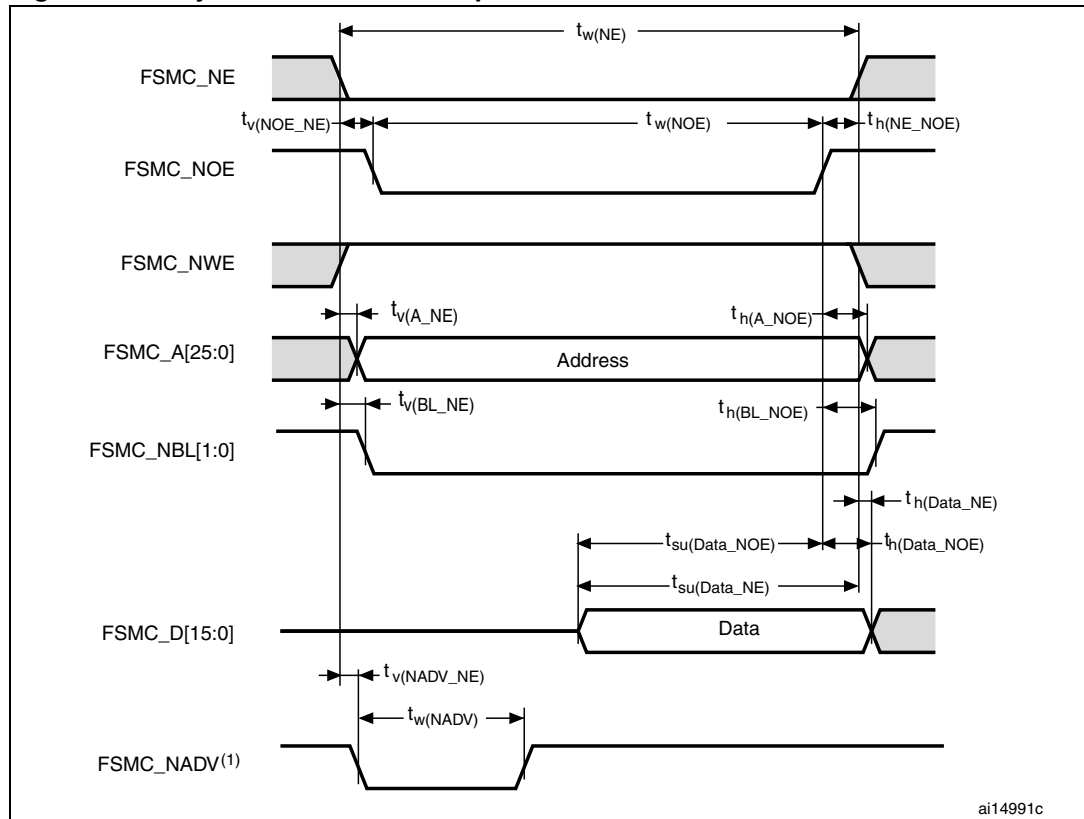 tw(NE)
FSMC_NE
tv(NOE_NE)
tw(NOE)
th(NE_NOE)
FSMC_NOE
FSMC_NWE
tv(A_NE)
th(A_NOE)
FSMC_A[25:0]
Address
tv(BL_NE)
th(BL_NOE)
FSMC_NBL[1:0]
th(Data_NE)
tsu(Data_NOE)
th(Data_NOE)
tsu(Data_NE)
FSMC_D[15:0]
Data
tv(NADV_NE)
tw(NADV)
FSMC_NADV(1)
ai14991c